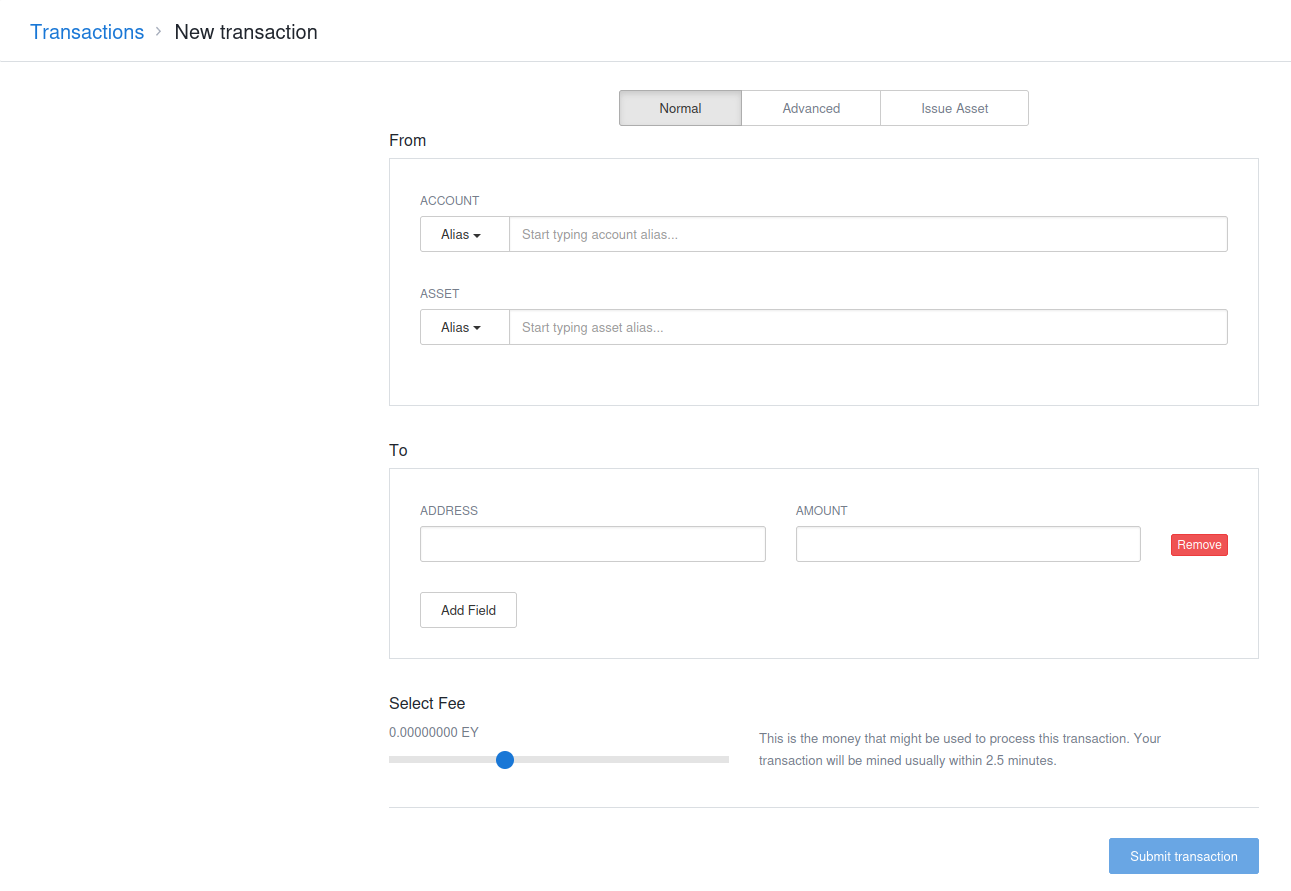 Transactions › New transaction
Normal Advanced Issue Asset
From
ACCOUNT
Alias Start typing account alias...
ASSET
Alias Start typing asset alias...
To
ADDRESS AMOUNT
Remove
Add Field
Select Fee
0.00000000 EY
This is the money that might be used to process this transaction. Your
transaction will be mined usually within 2.5 minutes.
Submit transaction